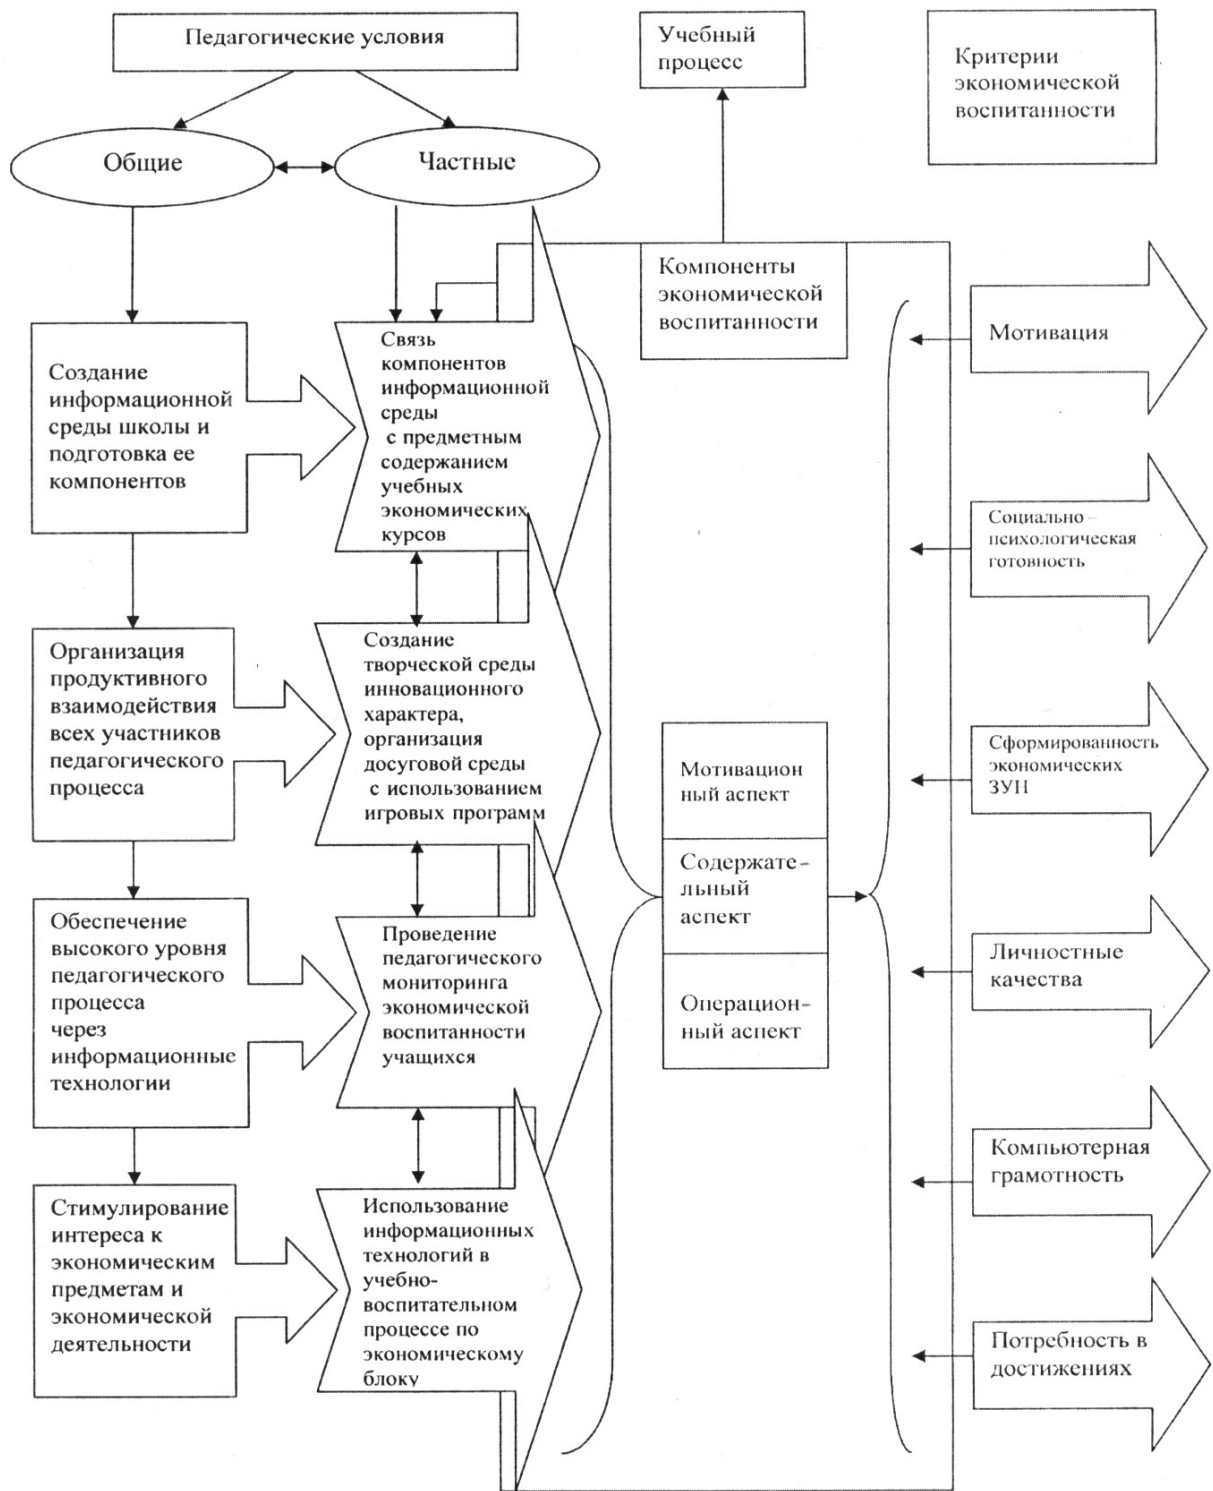 Педагогические условия
Учебный
процесс
Критерии
экономической
воспитанности
Общие
Частные
Компоненты
экономической
воспитанности
Создание
информационной
среды школы и
подготовка ее
компонентов
Связь
компонентов
информационной
среды
с предметным
содержанием
учебных
экономических
курсов
Мотивация
Социально –
психологическая
готовность
Организация
продуктивного
взаимодействия
всех участников
педагогического
процесса
Создание
творческой среды
инновационного
характера,
организация
досуговой среды
с использованием
игровых программ
Мотивацион
ный аспект
Содержате-
льный
аспект
Операцион-
ный аспект
Сформированность
экономических
ЗУН
Обеспечение
высокого уровня
педагогического
процесса
через
информационные
технологии
Проведение
педагогического
мониторинга
экономической
воспитанности
учащихся
Личностные
качества
Компьютерная
грамотность
Стимулирование
интереса к
экономическим
предметам и
экономической
деятельности
Использование
информационных
технологий в
учебно-
воспитательном
процессе по
экономическому
блоку
Потребность в
достижениях